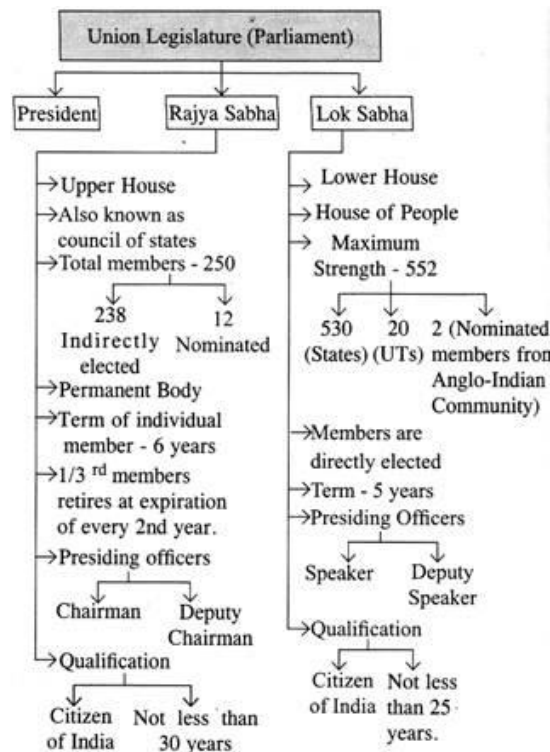 Union Legislature (Parliament)
President
Rajya Sabha
Lok Sabha
Upper House
Also known as
council of states
Total members - 250
238
Indirectly
elected
12
Nominated
Permanent Body
Term of individual
member - 6 years
1/3 rd members
retires at expiration
of every 2nd year.
Presiding officers
Chairman
Deputy
Chairman
Qualification
Citizen
of India
Not less than
30 years
Lower House
House of People
Maximum
Strength - 552
530
(States)
20
(UTs)
2 (Nominated
members from
Anglo-Indian
Community)
Members are
directly elected
Term - 5 years
Presiding Officers
Speaker
Deputy
Speaker
Qualification
Citizen
of India
Not less
than 25
years.